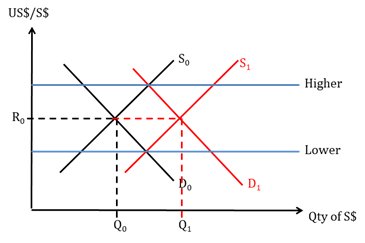 US$/S$
S₀
S₁
Higher
R₀
Lower
D₀
D₁
Qty of S$
Q₀
Q₁